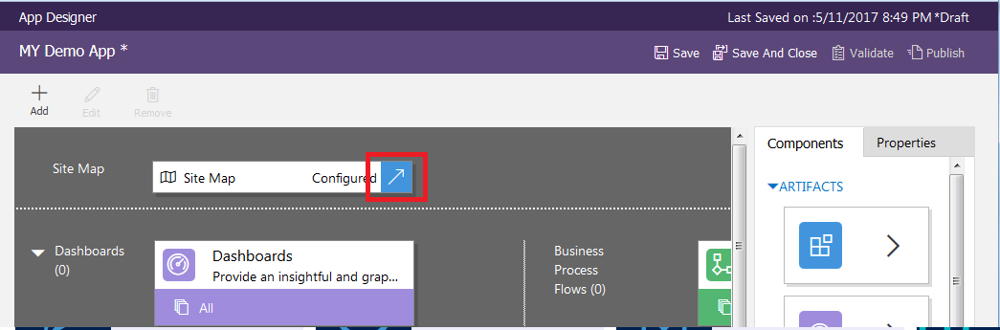 App Designer
Last Saved on :5/11/2017 8:49 PM *Draft
MY Demo App *
Save
Save And Close
Validate
Publish
Add
Edit
Remove
Site Map
Site Map
Configured
Components
Properties
ARTIFACTS
Dashboards
(0)
Dashboards
Provide an insightful and grap...
All
Business
Process
Flows (0)